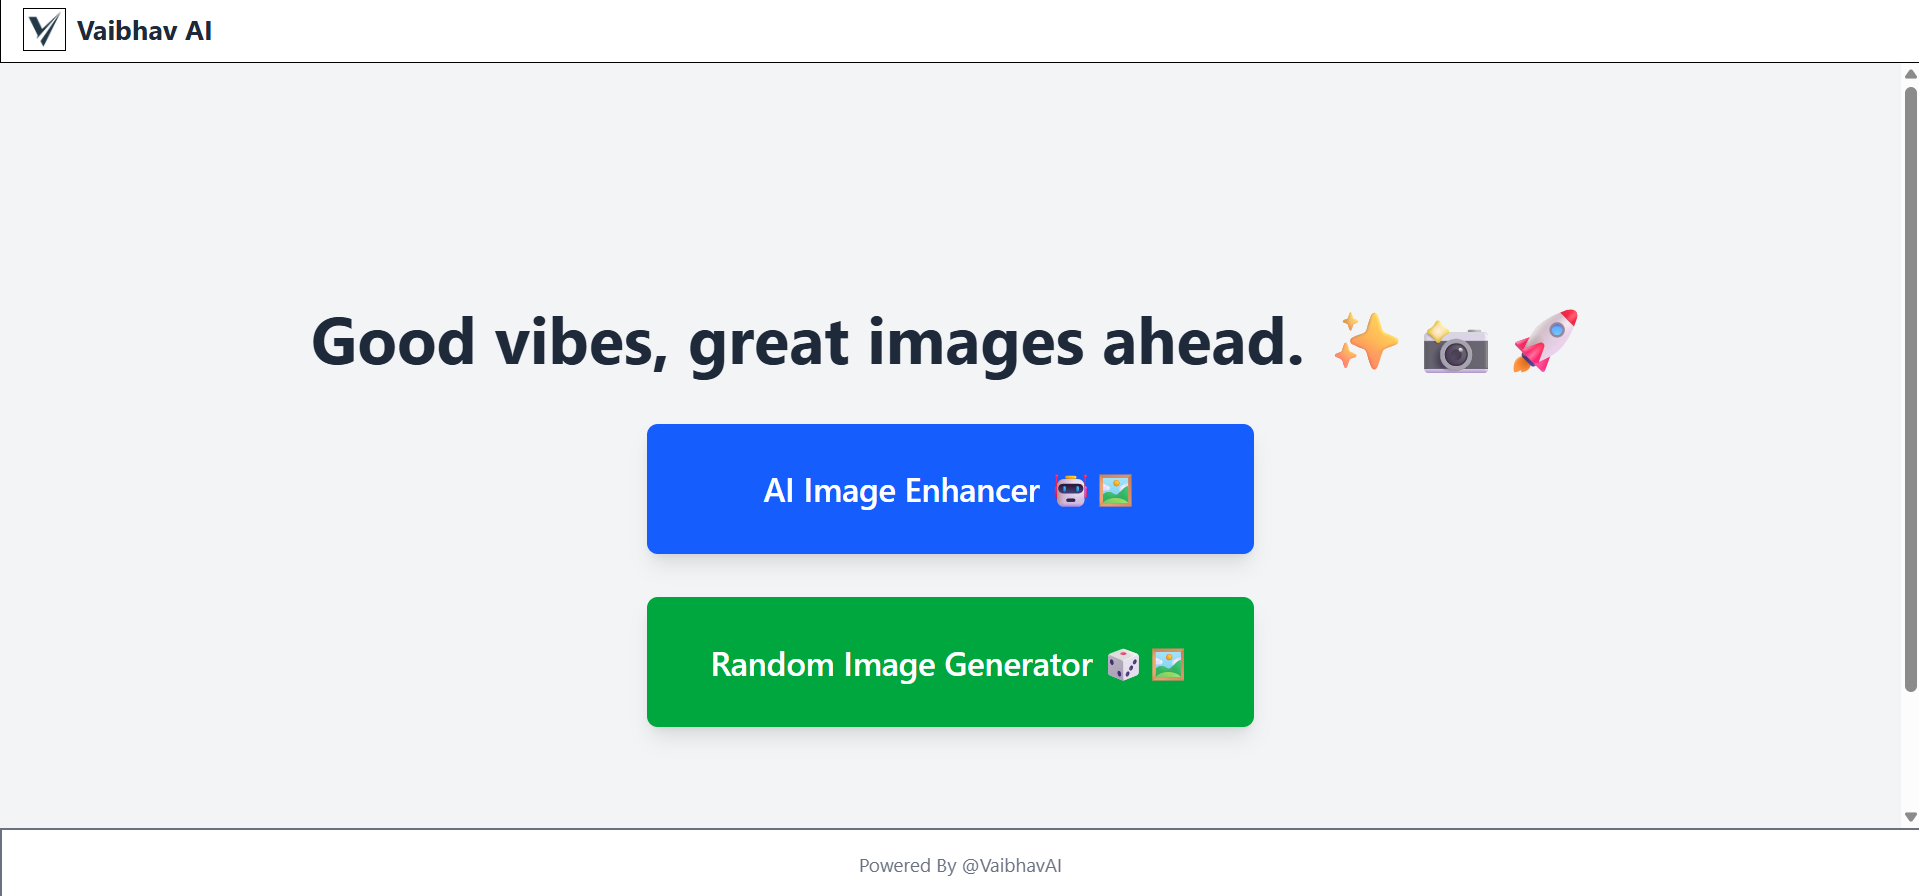 Vaibhav AI
Good vibes, great images ahead. ✨ 📸 🚀
AI Image Enhancer 🤖 🖼️
Random Image Generator 🎲 🖼️
Powered By @VaibhavAI